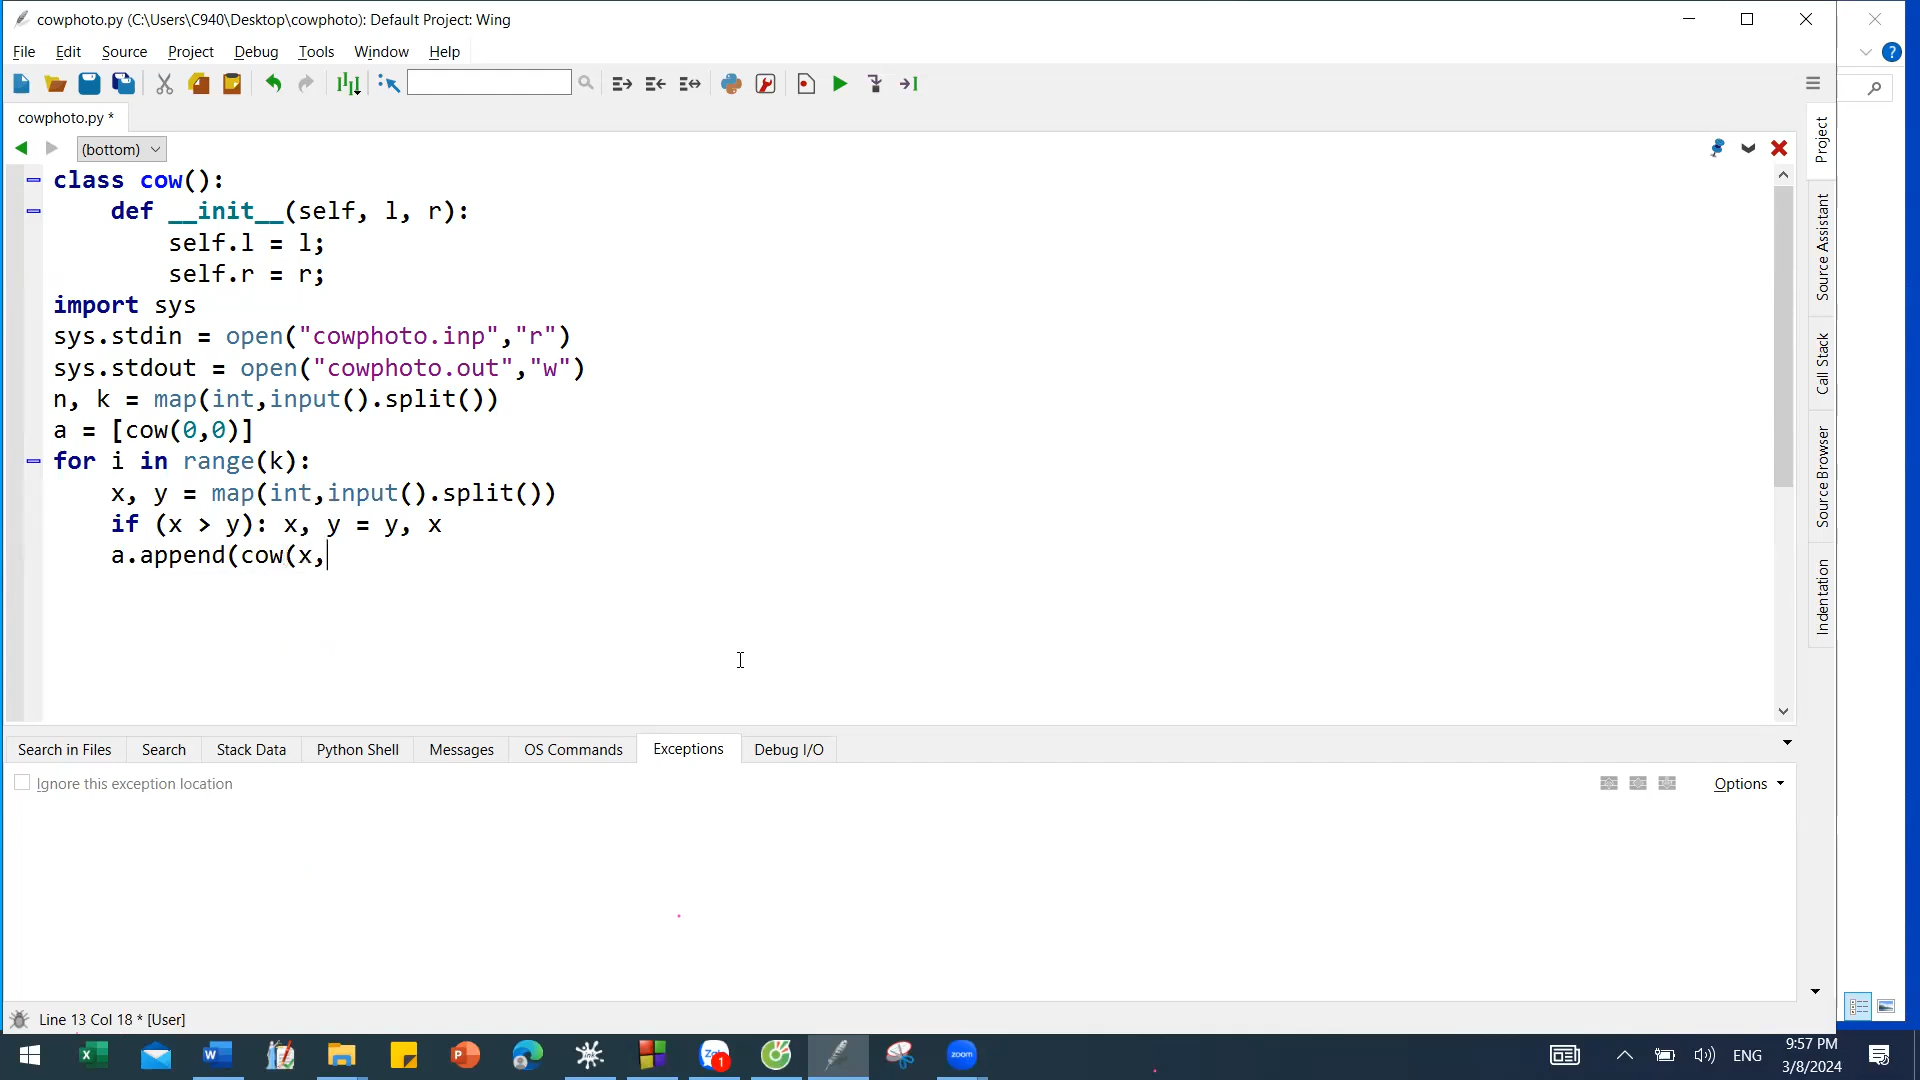 cowphoto.py (C:\Users\C940\Desktop\cowphoto): Default Project: Wing
File Edit Source Project Debug Tools Window Help
cowphoto.py *
(bottom)
class cow():
    def __init__(self, l, r):
        self.l = l;
        self.r = r;
import sys
sys.stdin = open("cowphoto.inp","r")
sys.stdout = open("cowphoto.out","w")
n, k = map(int,input().split())
a = [cow(0,0)]
for i in range(k):
    x, y = map(int,input().split())
    if (x > y): x, y = y, x
    a.append(cow(x,
Project
Source Assistant
Call Stack
Source Browser
Indentation
Search in Files Search Stack Data Python Shell Messages OS Commands Exceptions Debug I/O
Ignore this exception location
Options
Line 13 Col 18 * [User]
zoom
1
ENG
9:57 PM
3/8/2024